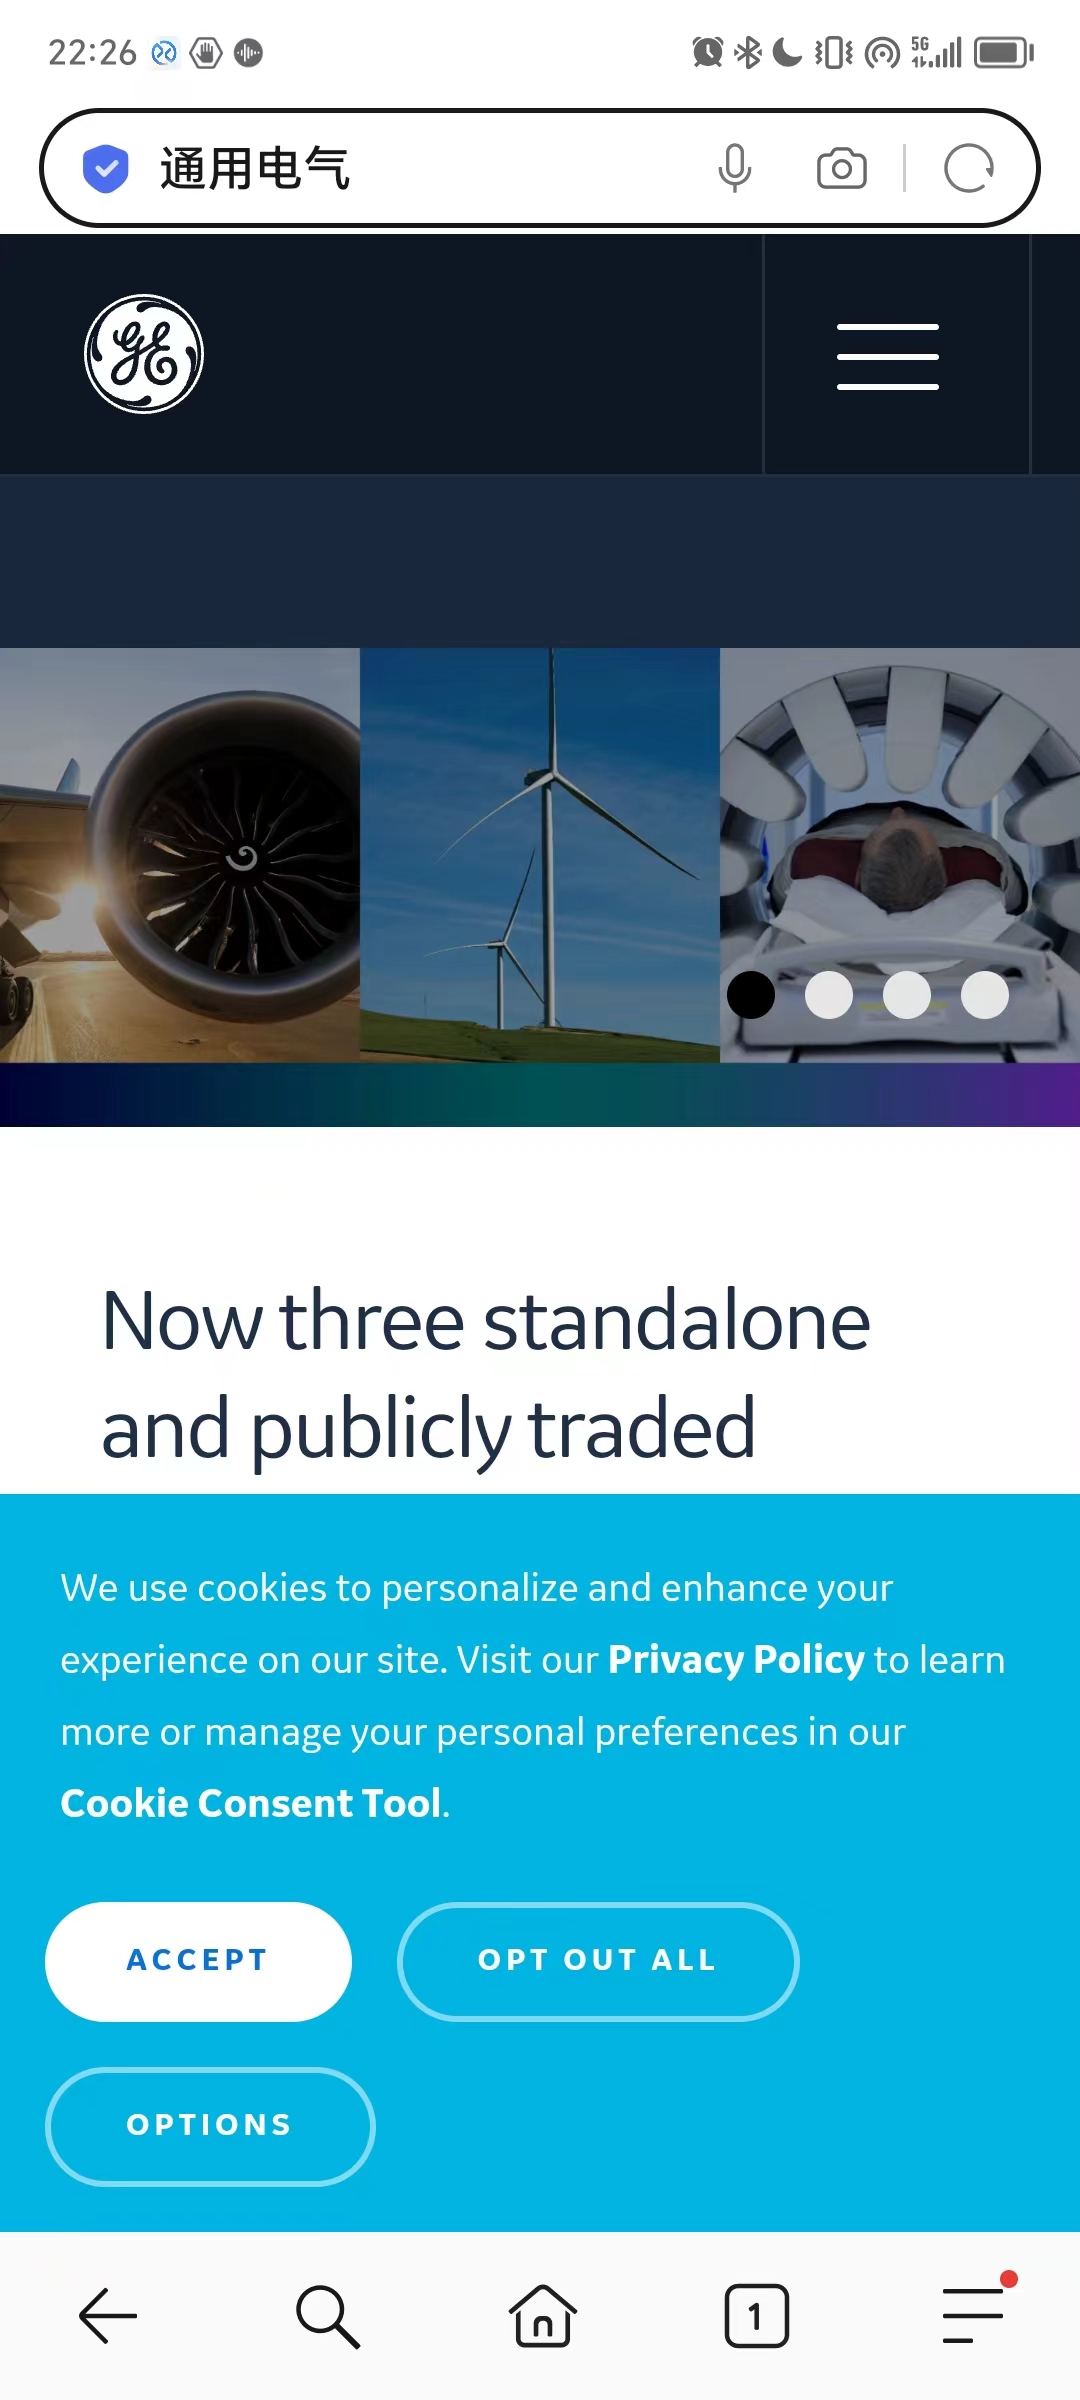 22:26
5G
通用电气
GE
Now three standalone
and publicly traded
We use cookies to personalize and enhance your
experience on our site. Visit our Privacy Policy to learn
more or manage your personal preferences in our
Cookie Consent Tool.
ACCEPT
OPT OUT ALL
OPTIONS
1